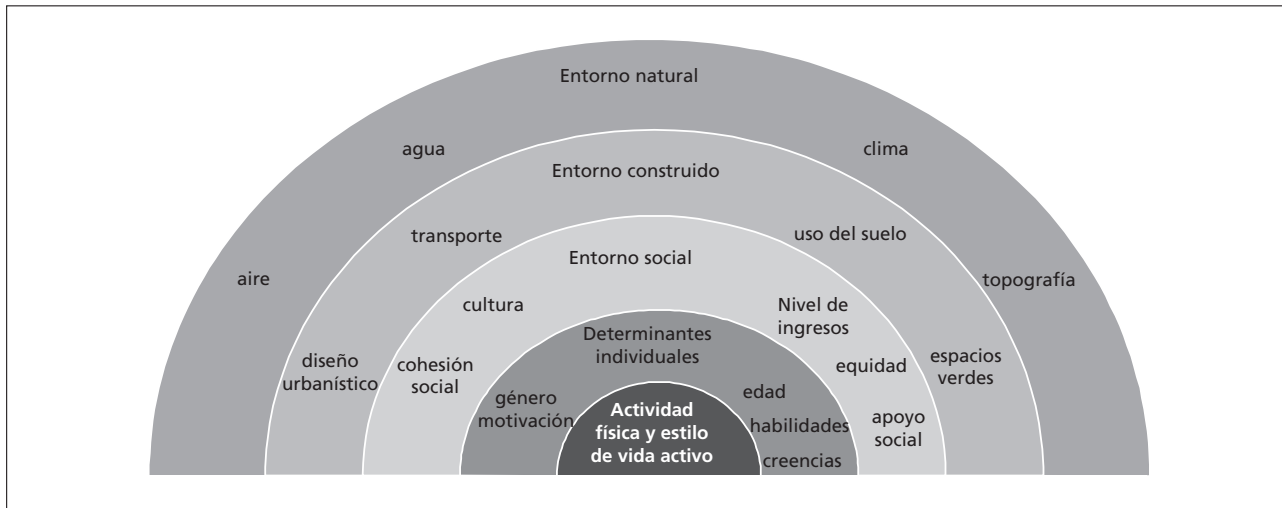 Entorno natural
agua
clima
Entorno construido
transporte
uso del suelo
Entorno social
aire
topografía
cultura
Nivel de
ingresos
Determinantes
individuales
diseño
urbanístico
cohesión
social
equidad
espacios
verdes
género
motivación
edad
habilidades
creencias
apoyo
social
Actividad
física y estilo
de vida activo